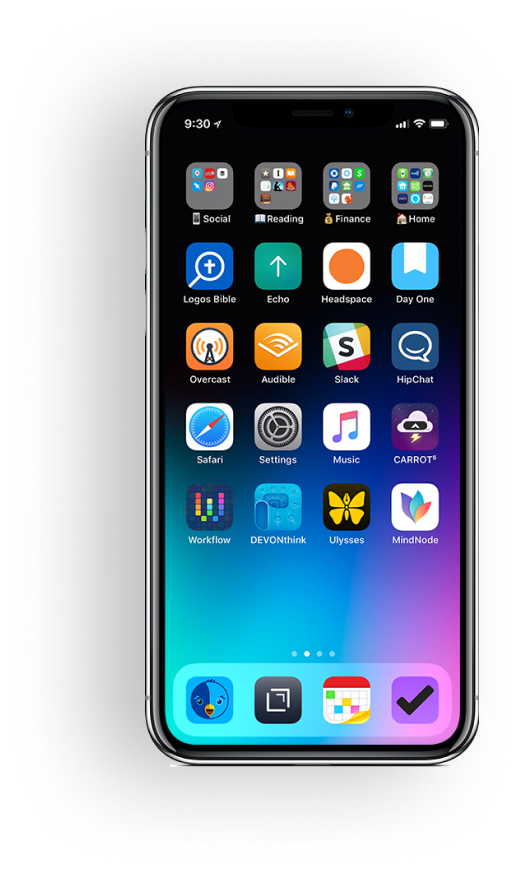 9:30
📱Social 📖Reading 💰Finance 🏠Home
Logos Bible Echo Headspace Day One
S
Overcast Audible Slack HipChat
Safari Settings Music CARROT⁵
Workflow DEVONthink Ulysses MindNode